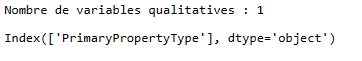 Nombre de variables qualitatives : 1
Index(['PrimaryPropertyType'], dtype='object')